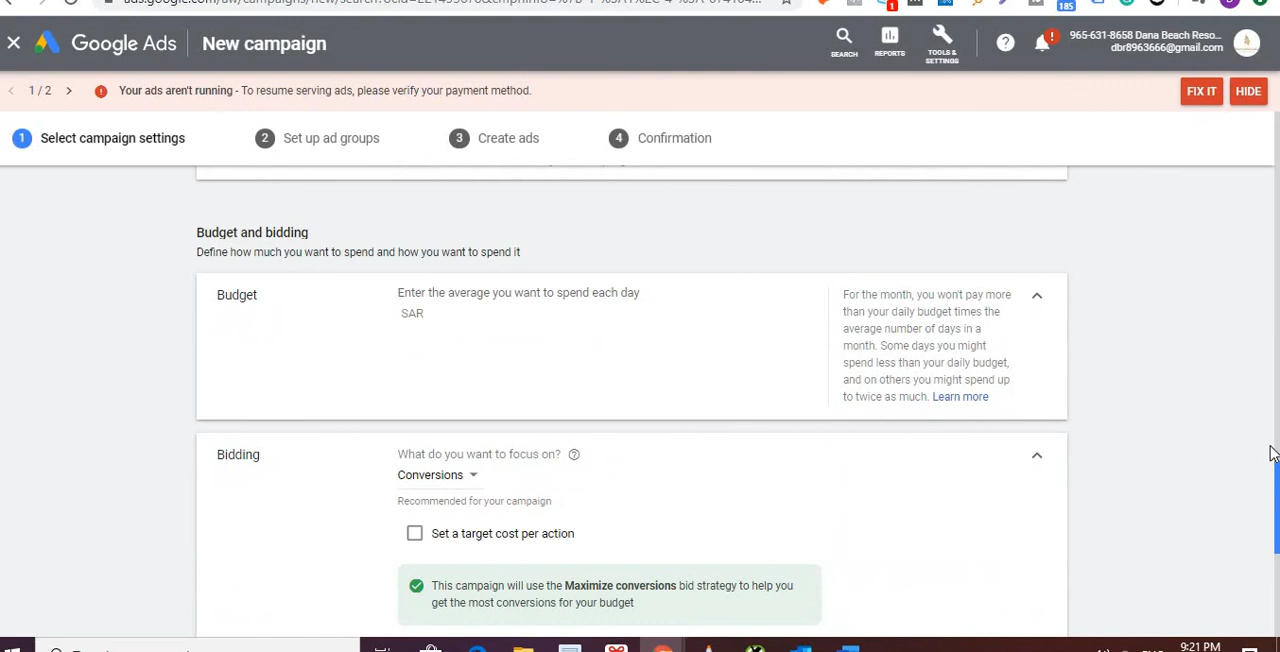 Google Ads
New campaign
SEARCH
REPORTS
TOOLS &
SETTINGS
965-631-8658 Dana Beach Reso...
dbr8963666@gmail.com
1 / 2
Your ads aren't running - To resume serving ads, please verify your payment method.
FIX IT
HIDE
1 Select campaign settings
2 Set up ad groups
3 Create ads
4 Confirmation
Budget and bidding
Define how much you want to spend and how you want to spend it
Budget
Enter the average you want to spend each day
SAR
For the month, you won't pay more
than your daily budget times the
average number of days in a
month. Some days you might
spend less than your daily budget,
and on others you might spend up
to twice as much. Learn more
Bidding
What do you want to focus on?
Conversions
Recommended for your campaign
Set a target cost per action
This campaign will use the Maximize conversions bid strategy to help you
get the most conversions for your budget
9:21 PM